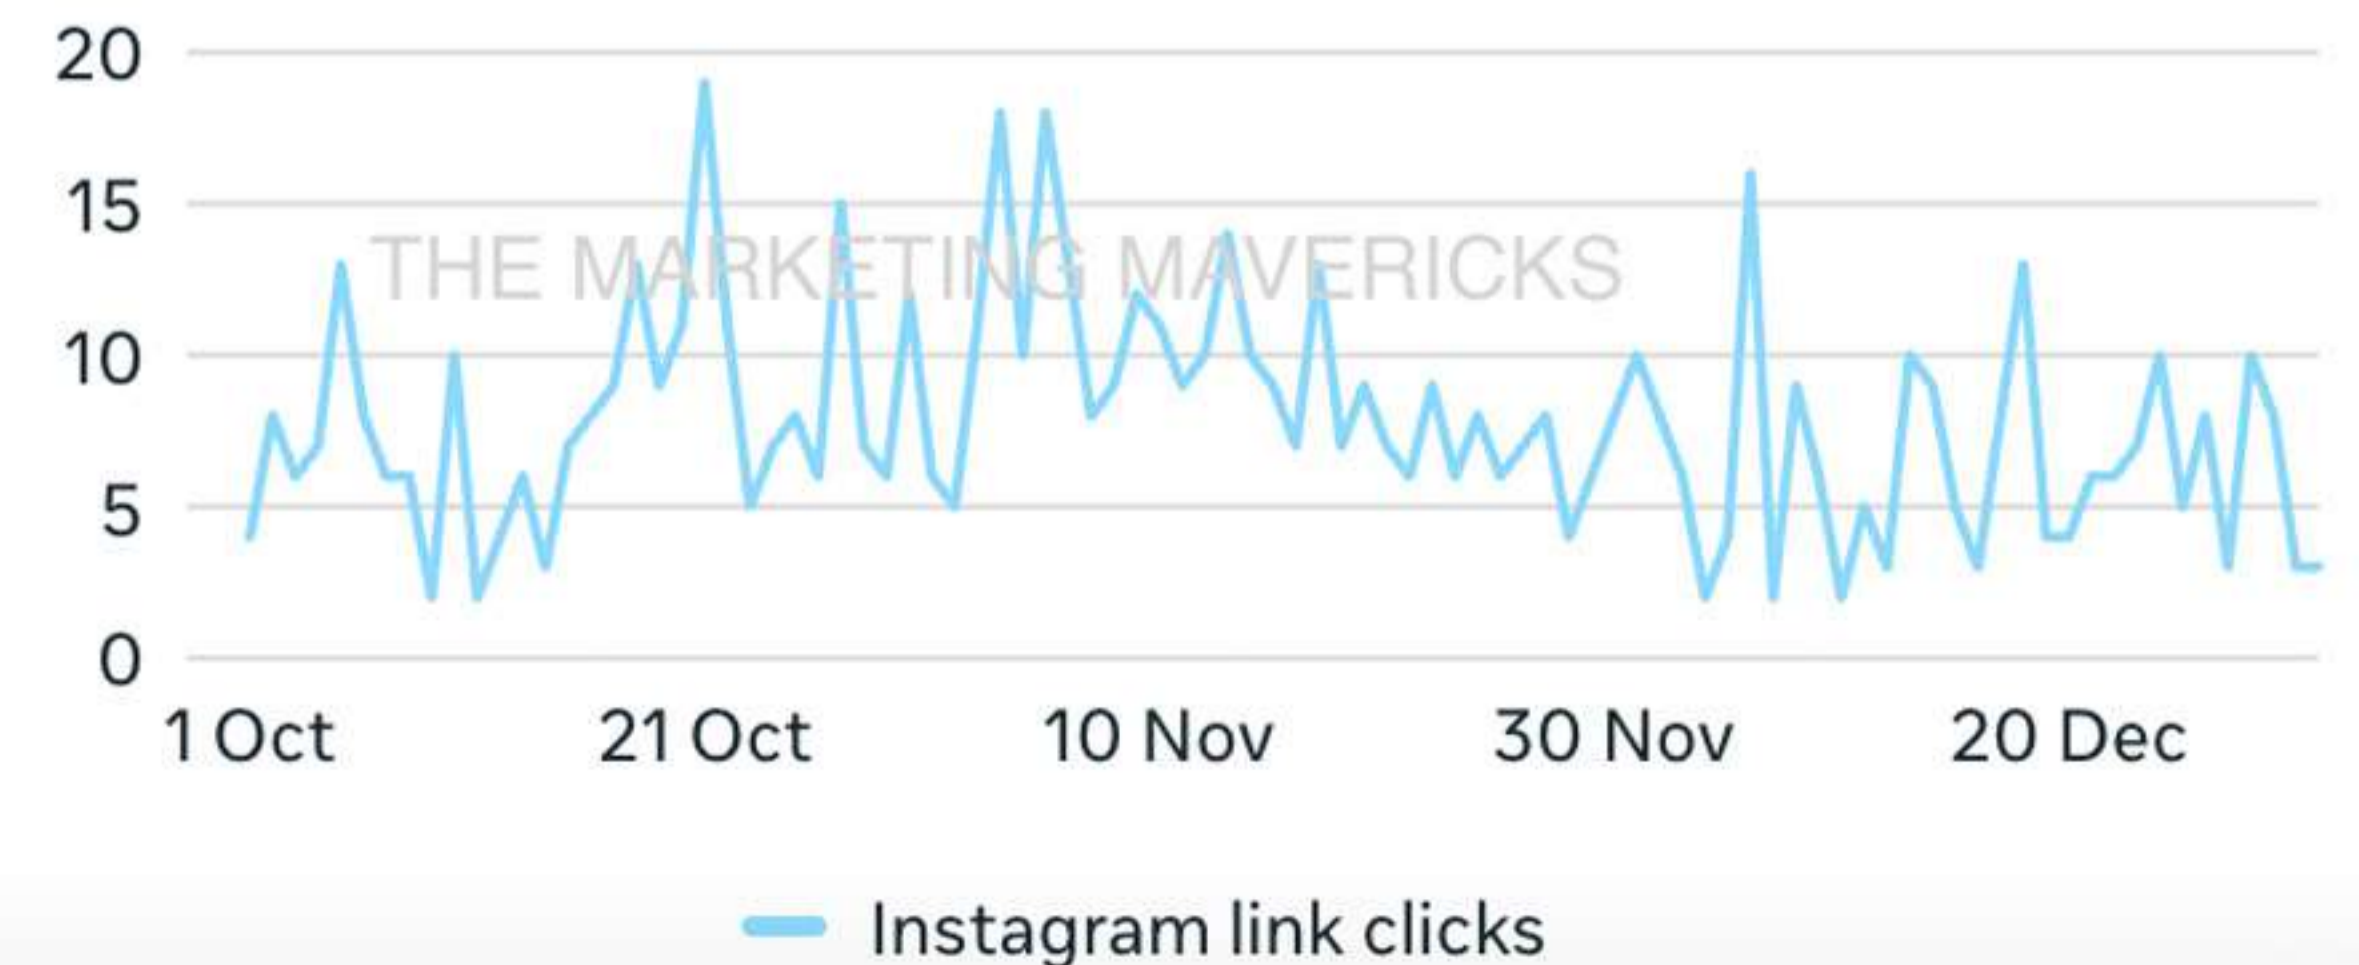 20
15
THE MARKETING MAVERICKS
10
5
0
1 Oct 21 Oct 10 Nov 30 Nov 20 Dec
Instagram link clicks